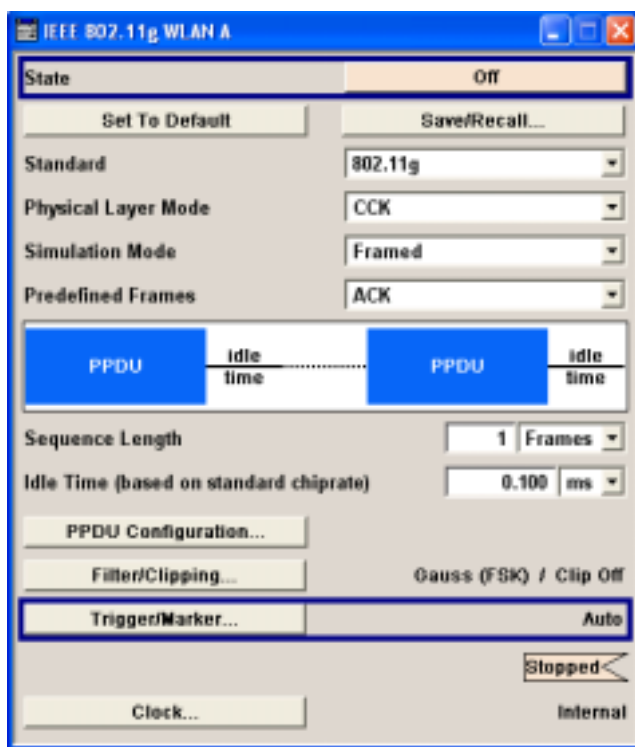 IEEE 802.11g WLAN A
State Off
Set To Default Save/Recall...
Standard 802.11g
Physical Layer Mode CCK
Simulation Mode Framed
Predefined Frames ACK
PPDU idle time PPDU idle time
Sequence Length 1 Frames
Idle Time (based on standard chiprate) 0.100 ms
PPDU Configuration...
Filter/Clipping... Gauss (FSK) / Clip Off
Trigger/Marker... Auto
Stopped
Clock... Internal